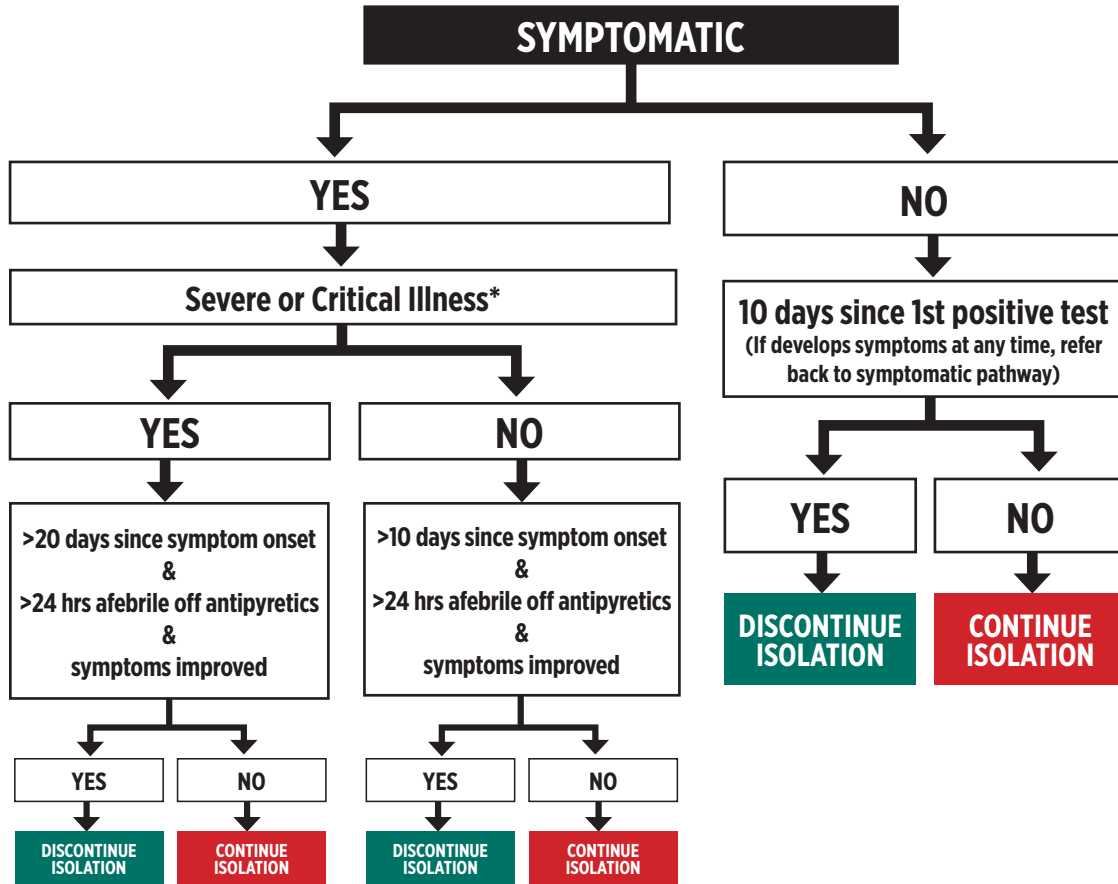 SYMPTOMATIC
YES
NO
Severe or Critical Illness*
10 days since 1st positive test
(If develops symptoms at any time, refer
back to symptomatic pathway)
YES
NO
>20 days since symptom onset
&
>24 hrs afebrile off antipyretics
&
symptoms improved
>10 days since symptom onset
&
>24 hrs afebrile off antipyretics
&
symptoms improved
YES
NO
DISCONTINUE
ISOLATION
CONTINUE
ISOLATION
YES
NO
YES
NO
DISCONTINUE
ISOLATION
CONTINUE
ISOLATION
DISCONTINUE
ISOLATION
CONTINUE
ISOLATION